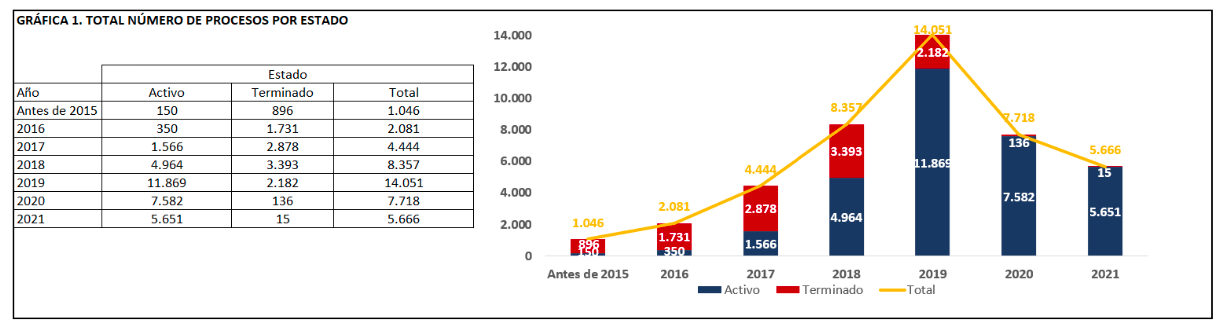 GRÁFICA 1. TOTAL NÚMERO DE PROCESOS POR ESTADO
Estado
Año Activo Terminado Total
Antes de 2015 150 896 1.046
2016 350 1.731 2.081
2017 1.566 2.878 4.444
2018 4.964 3.393 8.357
2019 11.869 2.182 14.051
2020 7.582 136 7.718
2021 5.651 15 5.666
14.000
12.000
10.000
8.000
6.000
4.000
2.000
0
1.046
896
150
2.081
1.731
350
4.444
2.878
1.566
8.357
3.393
4.964
14.051
2.182
11.869
7.718
136
7.582
5.666
15
5.651
Antes de 2015 2016 2017 2018 2019 2020 2021
Activo Terminado Total